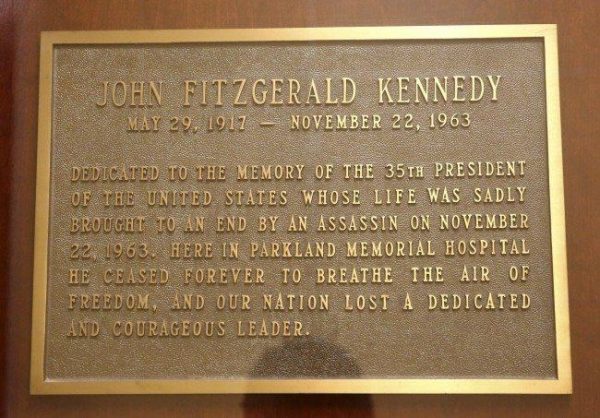 JOHN FITZGERALD KENNEDY
MAY 29, 1917 — NOVEMBER 22, 1963
DEDICATED TO THE MEMORY OF THE 35TH PRESIDENT
OF THE UNITED STATES WHOSE LIFE WAS SADLY
BROUGHT TO AN END BY AN ASSASSIN ON NOVEMBER
22, 1963. HERE IN PARKLAND MEMORIAL HOSPITAL
HE CEASED FOREVER TO BREATHE THE AIR OF
FREEDOM, AND OUR NATION LOST A DEDICATED
AND COURAGEOUS LEADER.